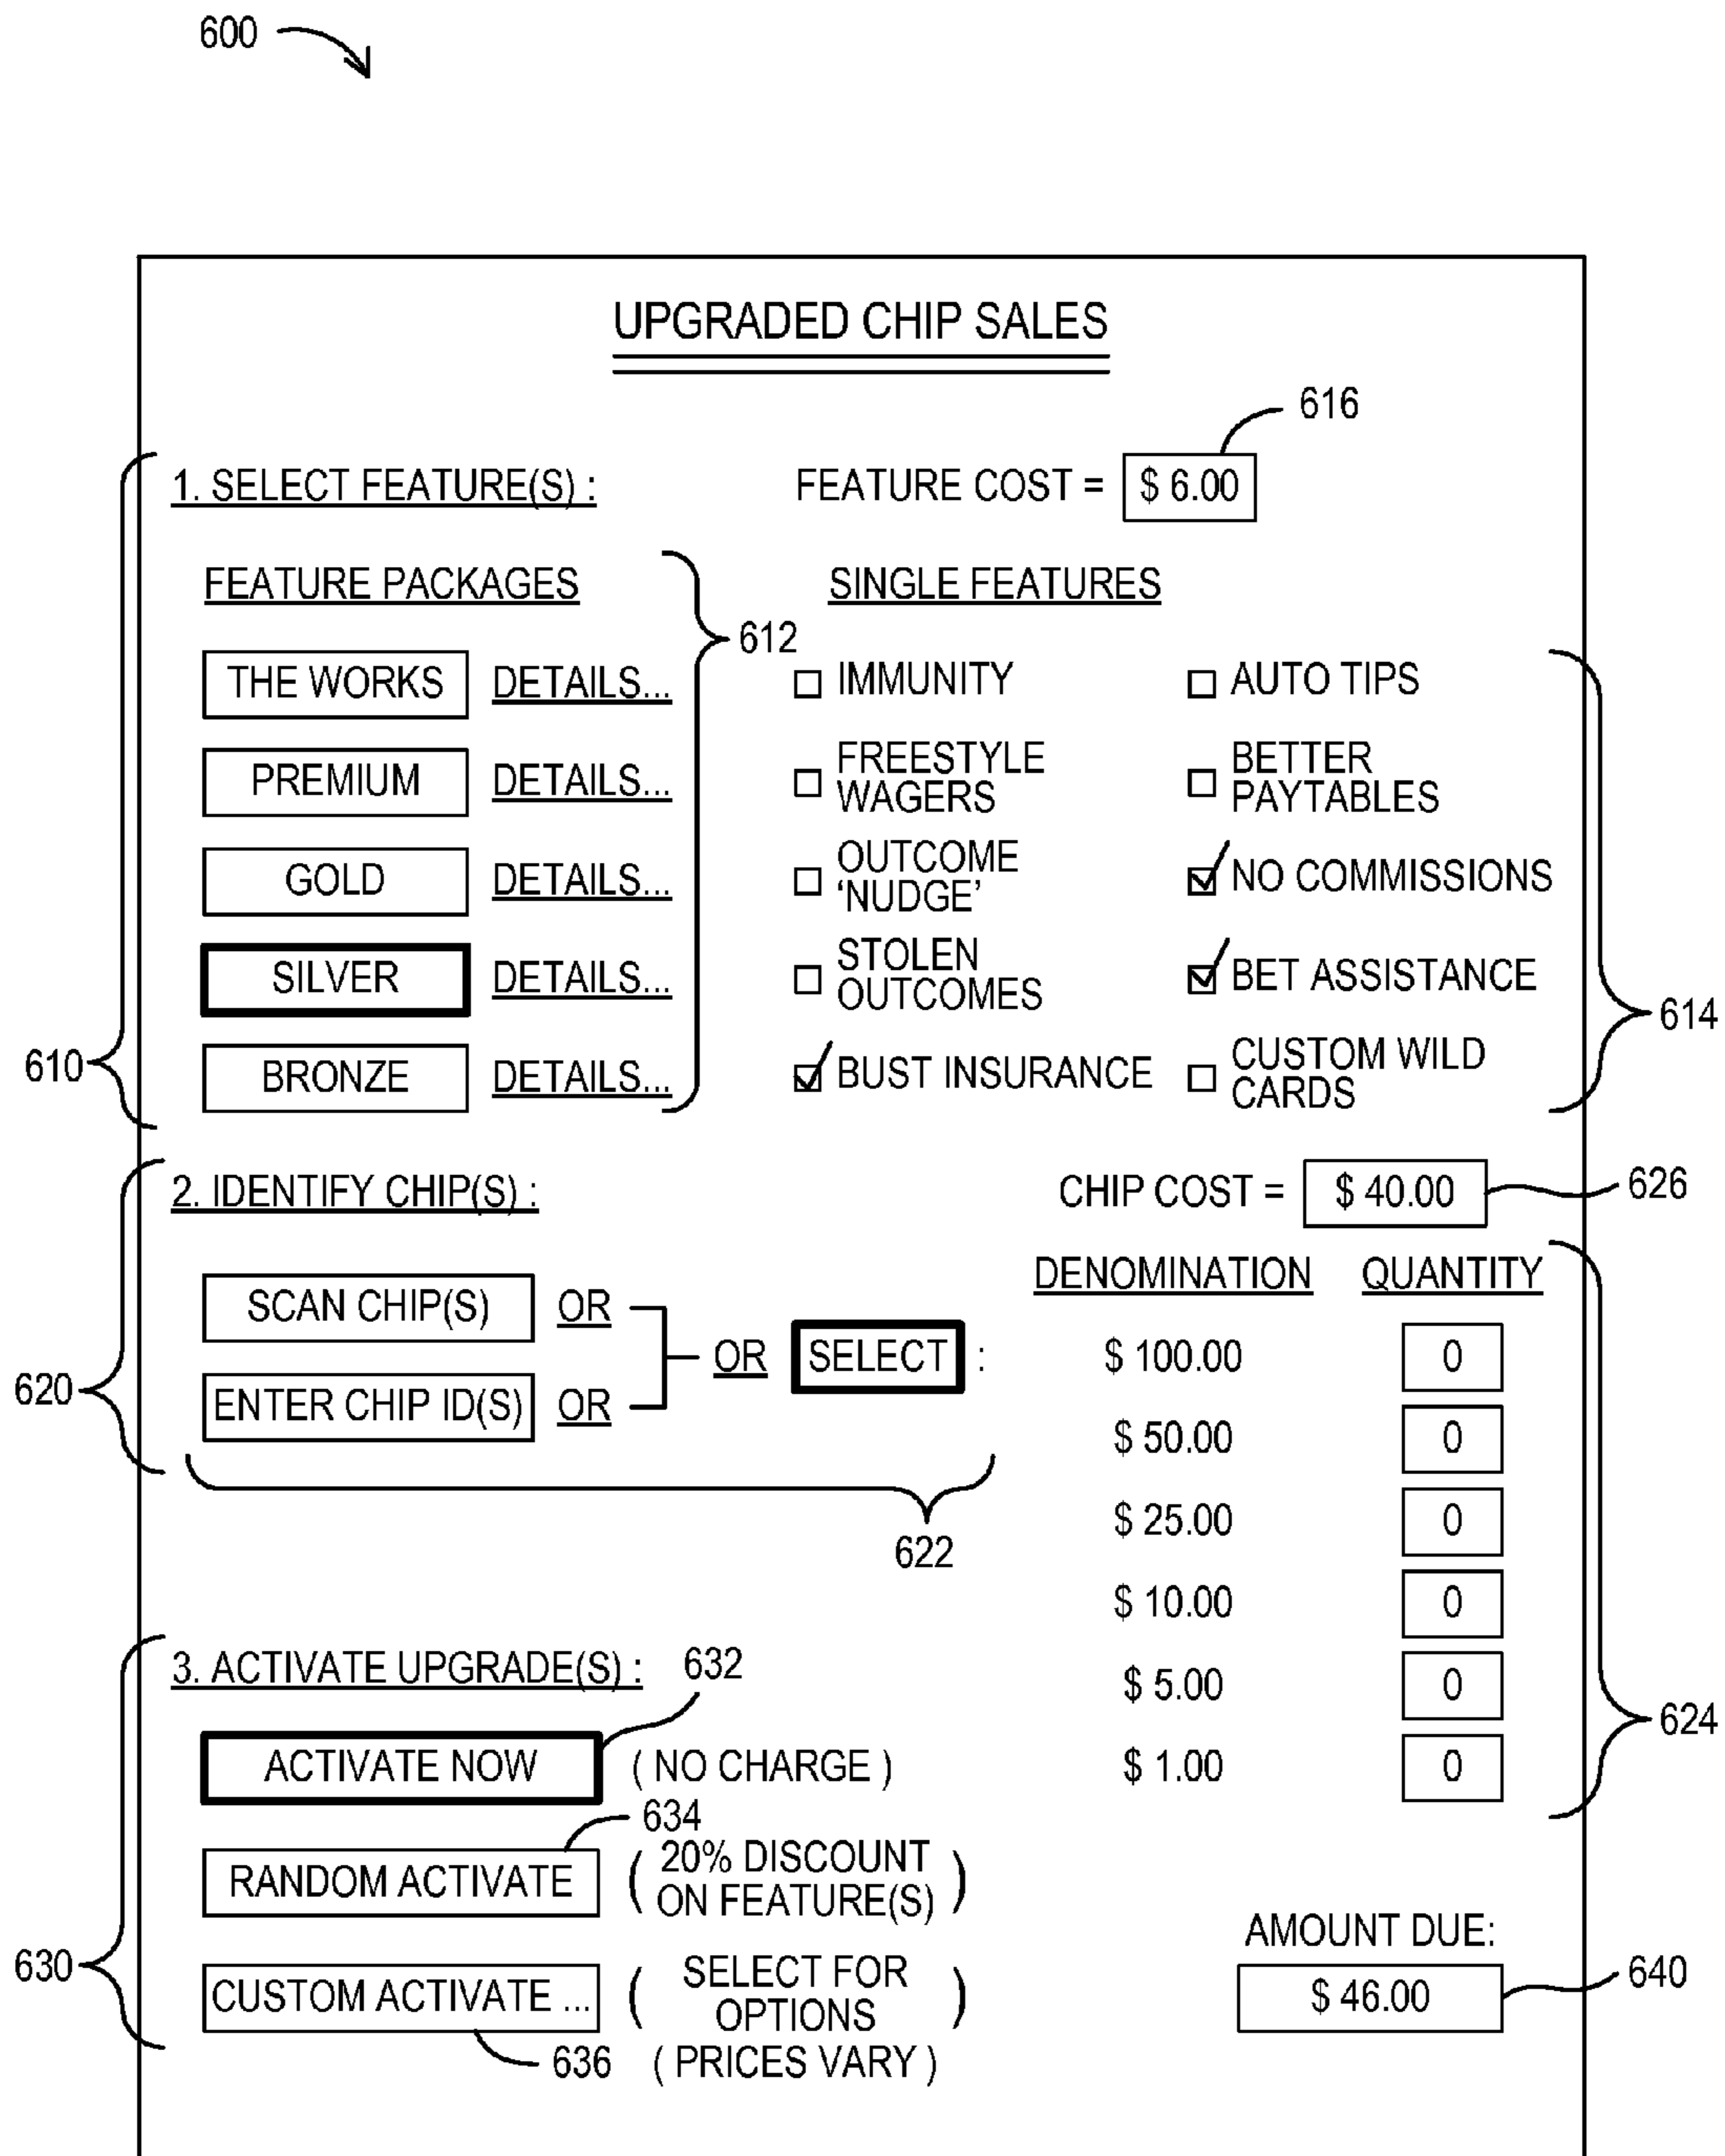 600
UPGRADED CHIP SALES
616
1. SELECT FEATURE(S) :
FEATURE COST = $ 6.00
FEATURE PACKAGES
SINGLE FEATURES
612
THE WORKS DETAILS...
PREMIUM DETAILS...
GOLD DETAILS...
SILVER DETAILS...
BRONZE DETAILS...
610
IMMUNITY
FREESTYLE
WAGERS
OUTCOME
'NUDGE'
STOLEN
OUTCOMES
BUST INSURANCE
AUTO TIPS
BETTER
PAYTABLES
NO COMMISSIONS
BET ASSISTANCE
CUSTOM WILD
CARDS
614
2. IDENTIFY CHIP(S) :
CHIP COST = $ 40.00
626
SCAN CHIP(S) OR
ENTER CHIP ID(S) OR
OR SELECT :
620
622
DENOMINATION QUANTITY
$ 100.00 0
$ 50.00 0
$ 25.00 0
$ 10.00 0
$ 5.00 0
$ 1.00 0
624
3. ACTIVATE UPGRADE(S) :
632
ACTIVATE NOW ( NO CHARGE )
634
RANDOM ACTIVATE ( 20% DISCOUNT
ON FEATURE(S) )
630
CUSTOM ACTIVATE ... ( SELECT FOR
OPTIONS )
636
( PRICES VARY )
AMOUNT DUE:
$ 46.00
640